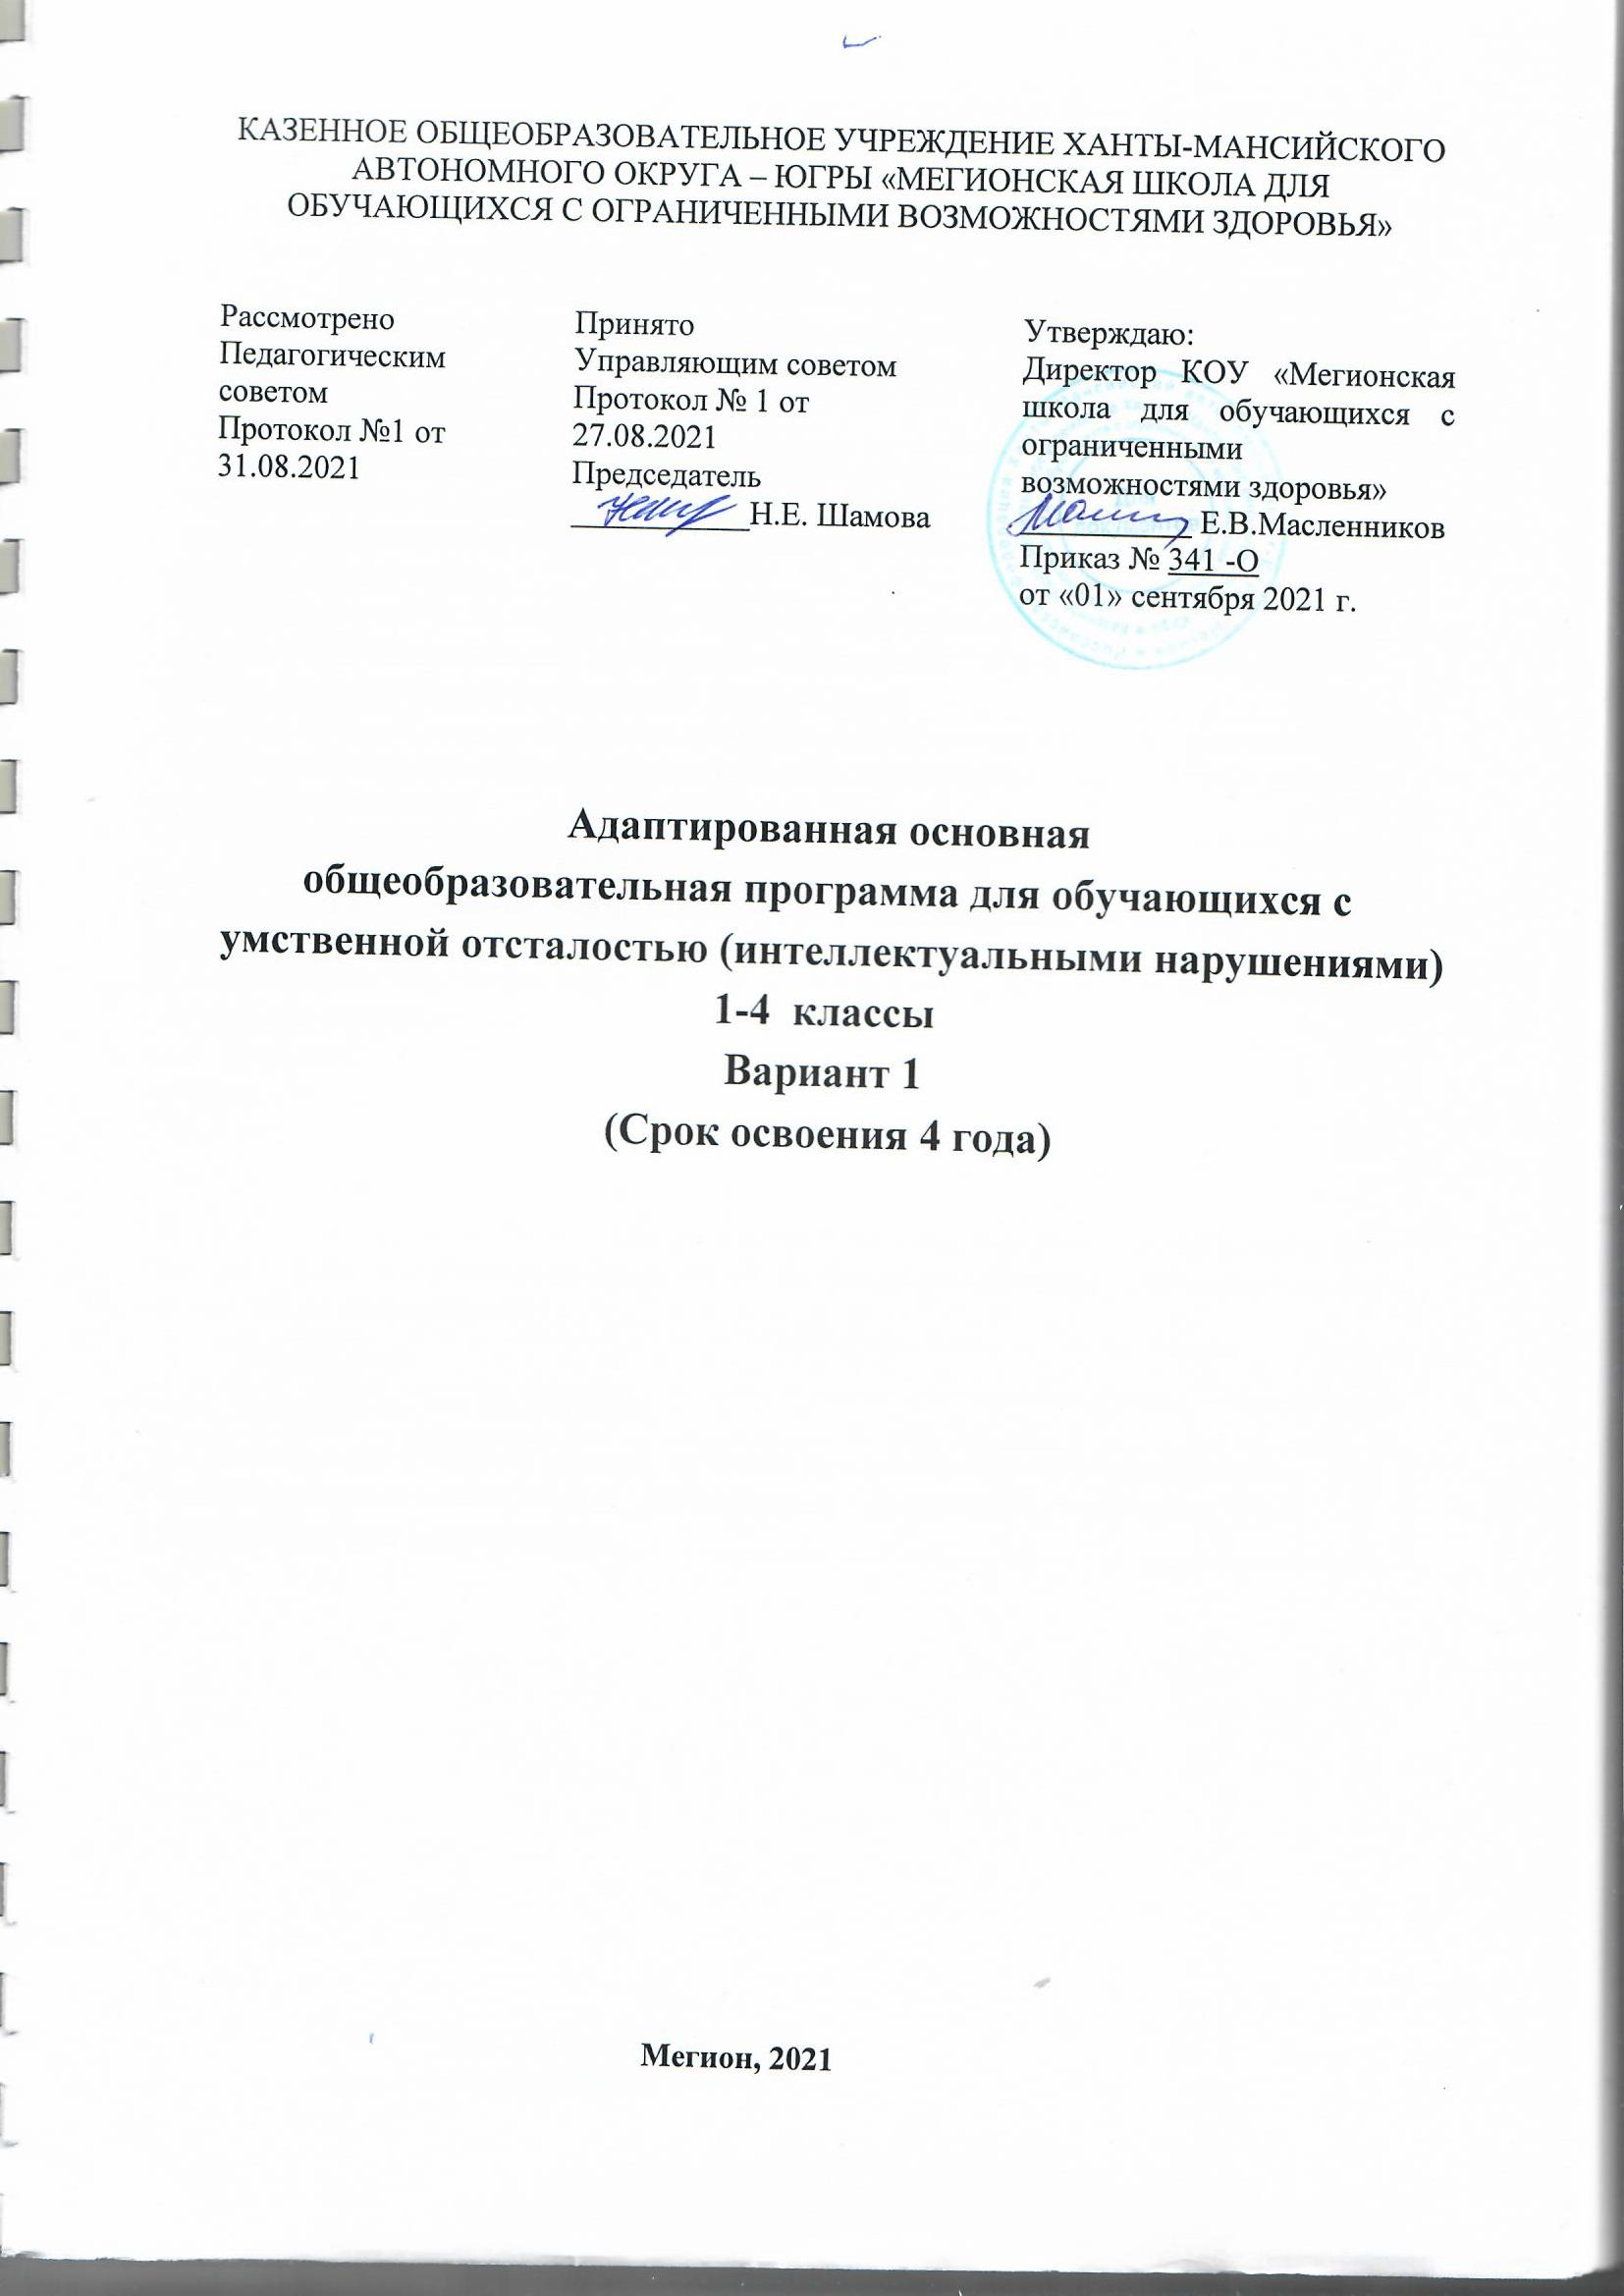 КАЗЕННОЕ ОБЩЕОБРАЗОВАТЕЛЬНОЕ УЧРЕЖДЕНИЕ ХАНТЫ-МАНСИЙСКОГО
АВТОНОМНОГО ОКРУГА – ЮГРЫ «МЕГИОНСКАЯ ШКОЛА ДЛЯ
ОБУЧАЮЩИХСЯ С ОГРАНИЧЕННЫМИ ВОЗМОЖНОСТЯМИ ЗДОРОВЬЯ»
Рассмотрено
Педагогическим
советом
Протокол №1 от
31.08.2021
Принято
Управляющим советом
Протокол № 1 от
27.08.2021
Председатель
Н.Е. Шамова
Утверждаю:
Директор КОУ «Мегионская
школа для обучающихся с
ограниченными
возможностями здоровья»
Е.В.Масленников
Приказ № 341 -О
от «01» сентября 2021 г.
Адаптированная основная
общеобразовательная программа для обучающихся с
умственной отсталостью (интеллектуальными нарушениями)
1-4 классы
Вариант 1
(Срок освоения 4 года)
Мегион, 2021